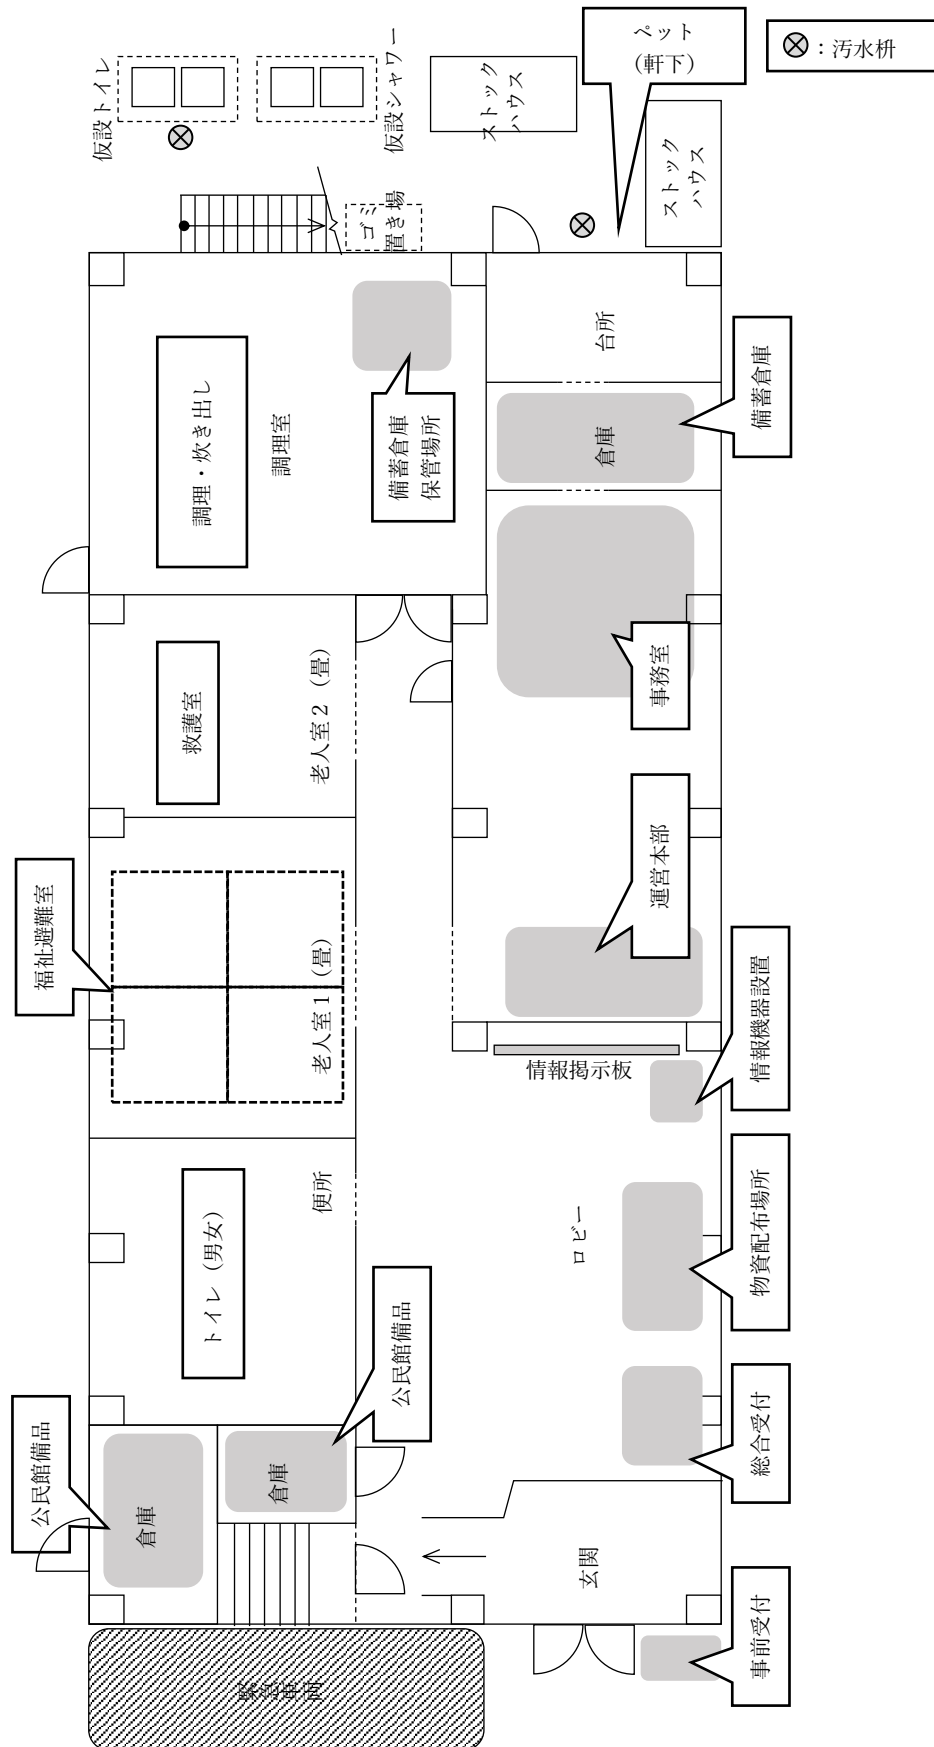 ペット
（軒下）
：汚水枡
仮設トイレ
仮設シャワー
ストック
ハウス
ストック
ハウス
ゴミ
置き場
台所
調理・炊き出し
調理室
備蓄倉庫
保管場所
倉庫
備蓄倉庫
救護室
老人室２（畳）
事務室
福祉避難室
老人室１（畳）
運営本部
情報掲示板
情報機器設置
トイレ（男女）
便所
ロビー
物資配布場所
公民館備品
公民館備品
倉庫
倉庫
総合受付
玄関
緊急車両
事前受付